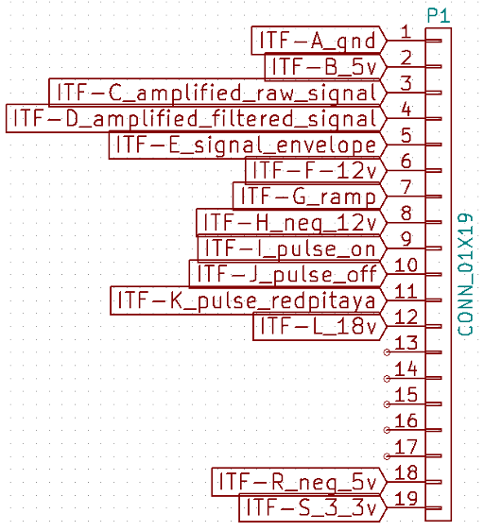 P1
ITF-A_gnd 1
ITF-B_5v 2
ITF-C_amplified_raw_signal 3
ITF-D_amplified_filtered_signal 4
ITF-E_signal_envelope 5
ITF-F-12v 6
ITF-G_ramp 7
ITF-H_neg_12v 8
ITF-I_pulse_on 9
ITF-J_pulse_off 10
ITF-K_pulse_redpitaya 11
ITF-L_18v 12
13
14
15
16
17
ITF-R_neg_5v 18
ITF-S_3_3v 19
CONN_01X19